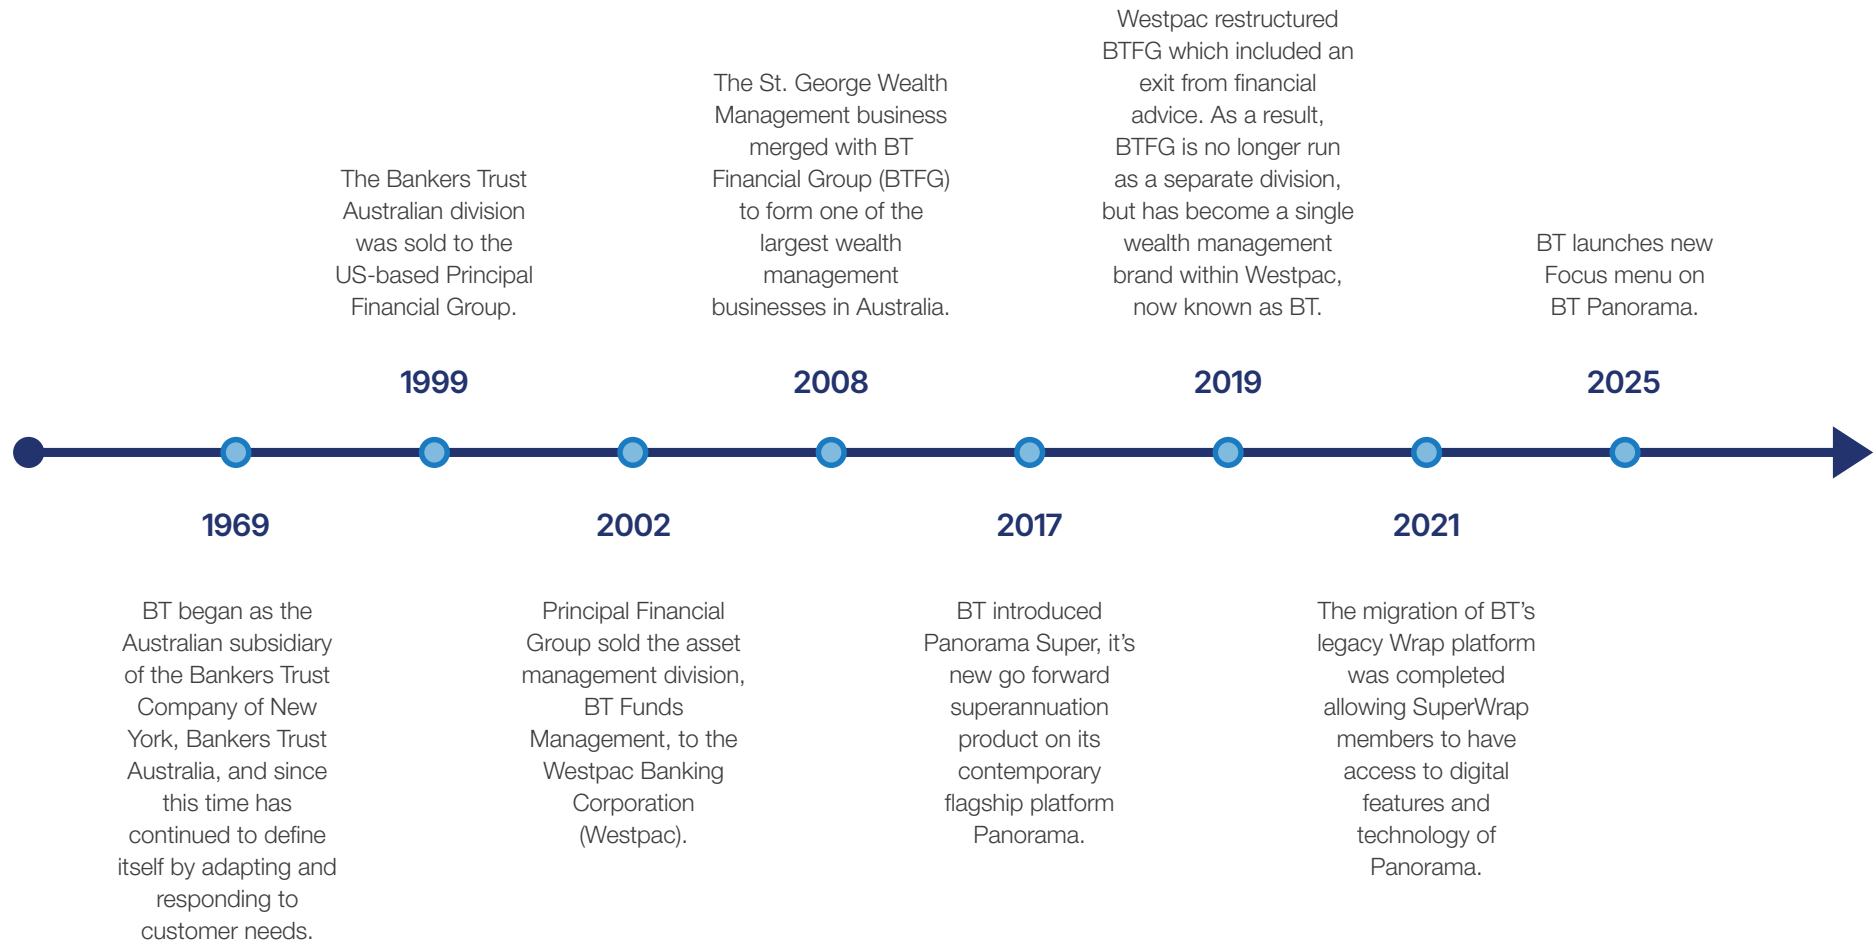 BT began as the
Australian subsidiary
of the Bankers Trust
Company of New
York, Bankers Trust
Australia, and since
this time has
continued to define
itself by adapting and
responding to
customer needs.
1969
The Bankers Trust
Australian division
was sold to the
US-based Principal
Financial Group.
1999
2002
Principal Financial
Group sold the asset
management division,
BT Funds
Management, to the
Westpac Banking
Corporation
(Westpac).
The St. George Wealth
Management business
merged with BT
Financial Group (BTFG)
to form one of the
largest wealth
management
businesses in Australia.
2008
2017
BT introduced
Panorama Super, it’s
new go forward
superannuation
product on its
contemporary
flagship platform
Panorama.
Westpac restructured
BTFG which included an
exit from financial
advice. As a result,
BTFG is no longer run
as a separate division,
but has become a single
wealth management
brand within Westpac,
now known as BT.
2019
2021
The migration of BT’s
legacy Wrap platform
was completed
allowing SuperWrap
members to have
access to digital
features and
technology of
Panorama.
BT launches new
Focus menu on
BT Panorama.
2025